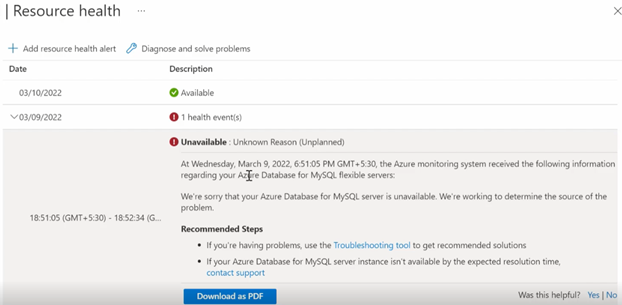 | Resource health ...
Add resource health alert Diagnose and solve problems
Date Description
03/10/2022 Available
03/09/2022 1 health event(s)
Unavailable : Unknown Reason (Unplanned)
At Wednesday, March 9, 2022, 6:51:05 PM GMT+5:30, the Azure monitoring system received the following information
regarding your Azure Database for MySQL flexible servers:
We're sorry that your Azure Database for MySQL server is unavailable. We're working to determine the source of the
problem.
18:51:05 (GMT+5:30) - 18:52:34 (G...
Recommended Steps
• If you're having problems, use the Troubleshooting tool to get recommended solutions
• If your Azure Database for MySQL server instance isn't available by the expected resolution time,
contact support
Download as PDF
Was this helpful? Yes | No